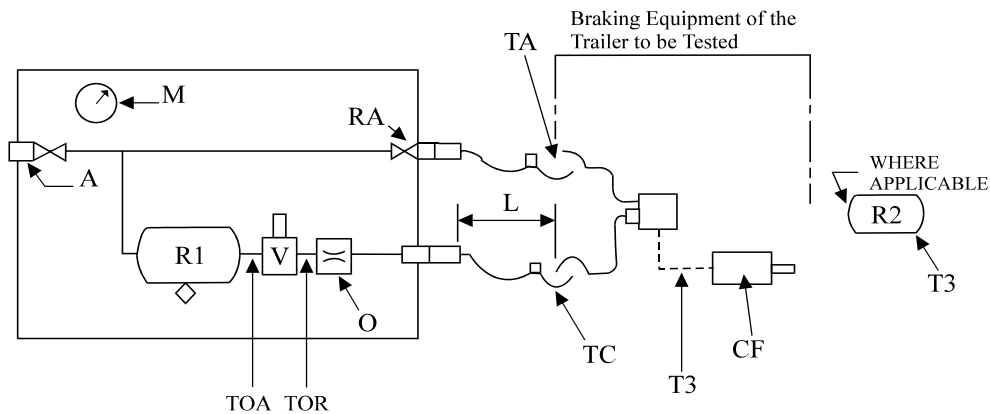 Braking Equipment of the
Trailer to be Tested
TA
M
RA
A
WHERE
APPLICABLE
L
R2
R1
V
T3
O
TC
CF
T3
TOA TOR